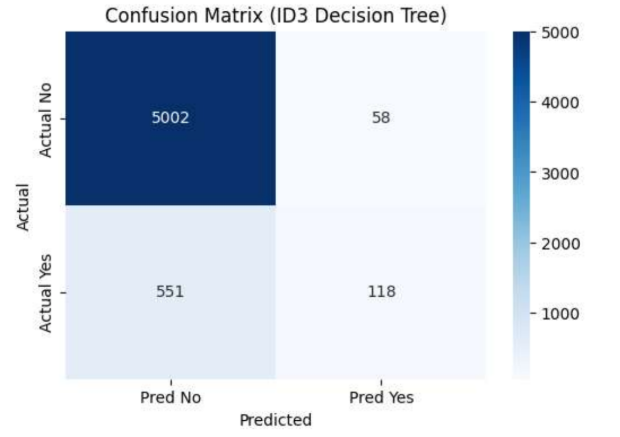 Confusion Matrix (ID3 Decision Tree)
Actual
Actual No
5002
58
Actual Yes
551
118
Pred No
Pred Yes
Predicted
5000
4000
3000
2000
1000